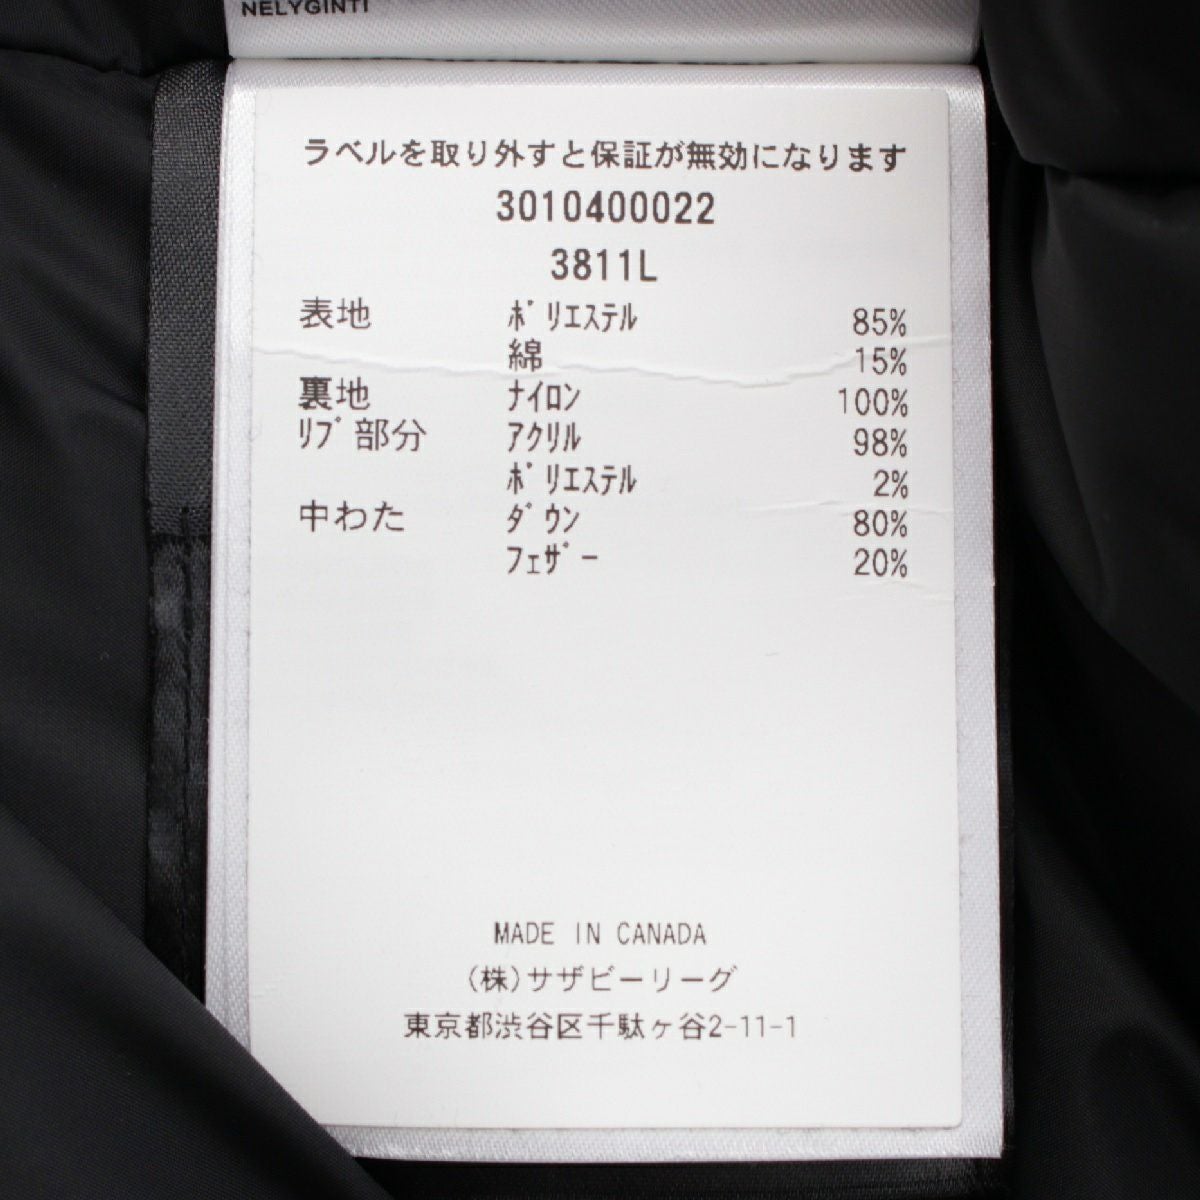 NELYGINTI
ラベルを取り外すと保証が無効になります
3010400022
3811L
表地 ポリエステル 85%
綿 15%
裏地 ナイロン 100%
リブ部分 アクリル 98%
ポリエステル 2%
中わた ダウン 80%
フェザー 20%
MADE IN CANADA
(株)サザビーリーグ
東京都渋谷区千駄ヶ谷2-11-1